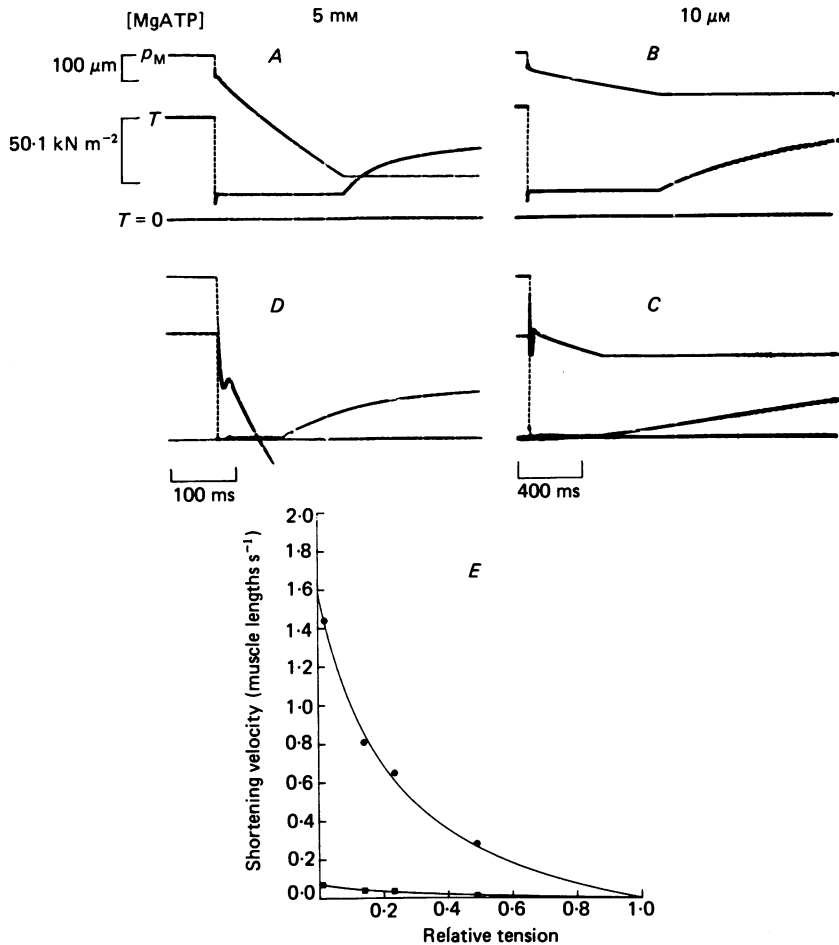 [MgATP] 5 mM 10 μM
100 μm pM A B
50·1 kN m⁻² T
T = 0
D C
100 ms 400 ms
Shortening velocity (muscle lengths s⁻¹)
2·0
1·8
1·6
1·4
1·2
1·0
0·8
0·6
0·4
0·2
0·0
E
0·2 0·4 0·6 0·8 1·0
Relative tension